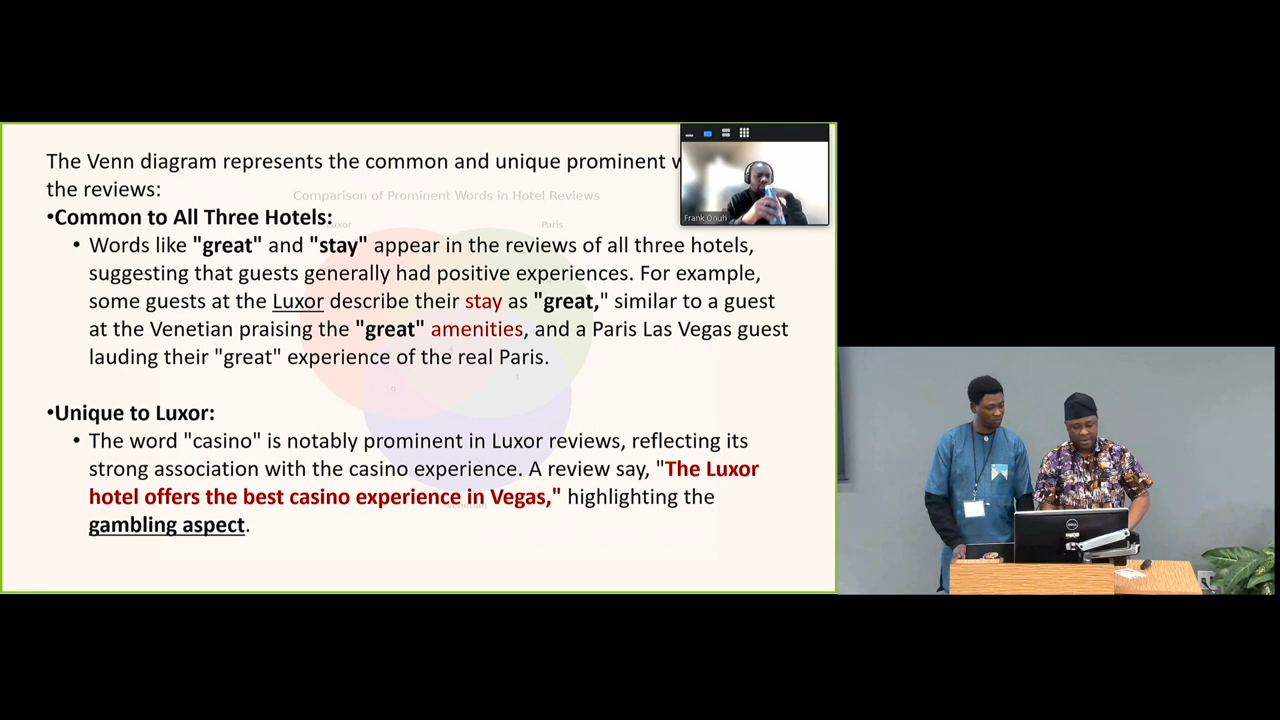 The Venn diagram represents the common and unique prominent
the reviews:
Comparison of Prominent Words in Hotel Reviews
•Common to All Three Hotels:
Luxor
Paris
• Words like "great" and "stay" appear in the reviews of all three hotels,
suggesting that guests generally had positive experiences. For example,
some guests at the Luxor describe their stay as "great," similar to a guest
at the Venetian praising the "great" amenities, and a Paris Las Vegas guest
lauding their "great" experience of the real Paris.
•Unique to Luxor:
• The word "casino" is notably prominent in Luxor reviews, reflecting its
strong association with the casino experience. A review say, "The Luxor
hotel offers the best casino experience in Vegas," highlighting the
Venetian
gambling aspect.
Frank Onuh
DELL